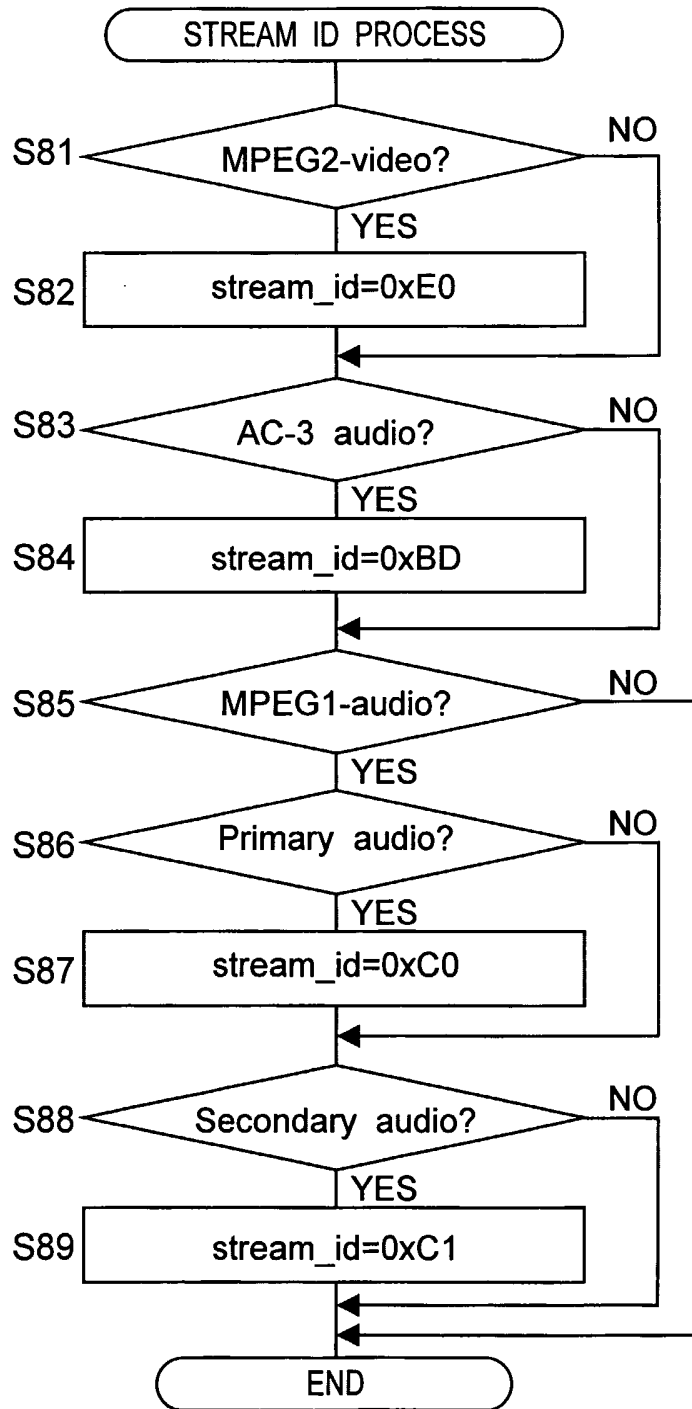 STREAM ID PROCESS
S81
MPEG2-video?
NO
YES
S82
stream_id=0xE0
S83
AC-3 audio?
NO
YES
S84
stream_id=0xBD
S85
MPEG1-audio?
NO
YES
S86
Primary audio?
NO
YES
S87
stream_id=0xC0
S88
Secondary audio?
NO
YES
S89
stream_id=0xC1
END